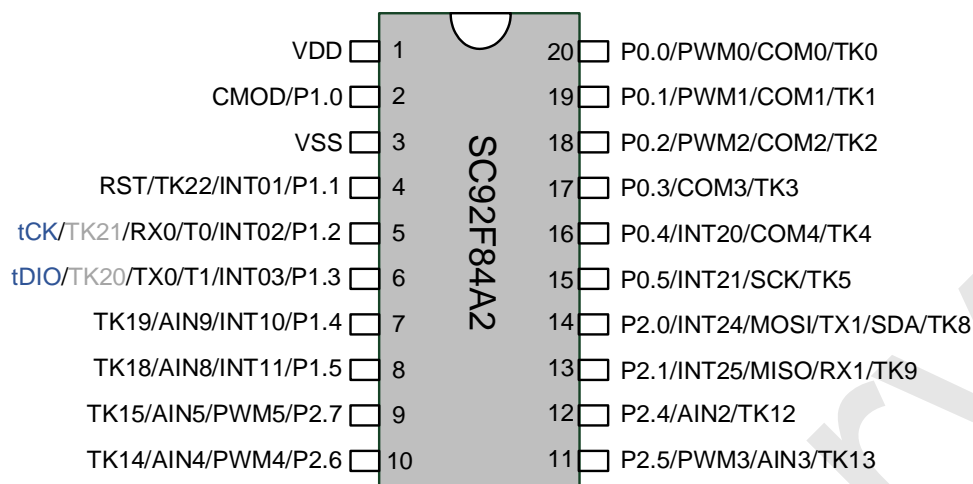 VDD 1 20 P0.0/PWM0/COM0/TK0
CMOD/P1.0 2 19 P0.1/PWM1/COM1/TK1
VSS 3 18 P0.2/PWM2/COM2/TK2
RST/TK22/INT01/P1.1 4 17 P0.3/COM3/TK3
tCK/TK21/RX0/T0/INT02/P1.2 5 16 P0.4/INT20/COM4/TK4
tDIO/TK20/TX0/T1/INT03/P1.3 6 15 P0.5/INT21/SCK/TK5
TK19/AIN9/INT10/P1.4 7 14 P2.0/INT24/MOSI/TX1/SDA/TK8
TK18/AIN8/INT11/P1.5 8 13 P2.1/INT25/MISO/RX1/TK9
TK15/AIN5/PWM5/P2.7 9 12 P2.4/AIN2/TK12
TK14/AIN4/PWM4/P2.6 10 11 P2.5/PWM3/AIN3/TK13
SC92F84A2